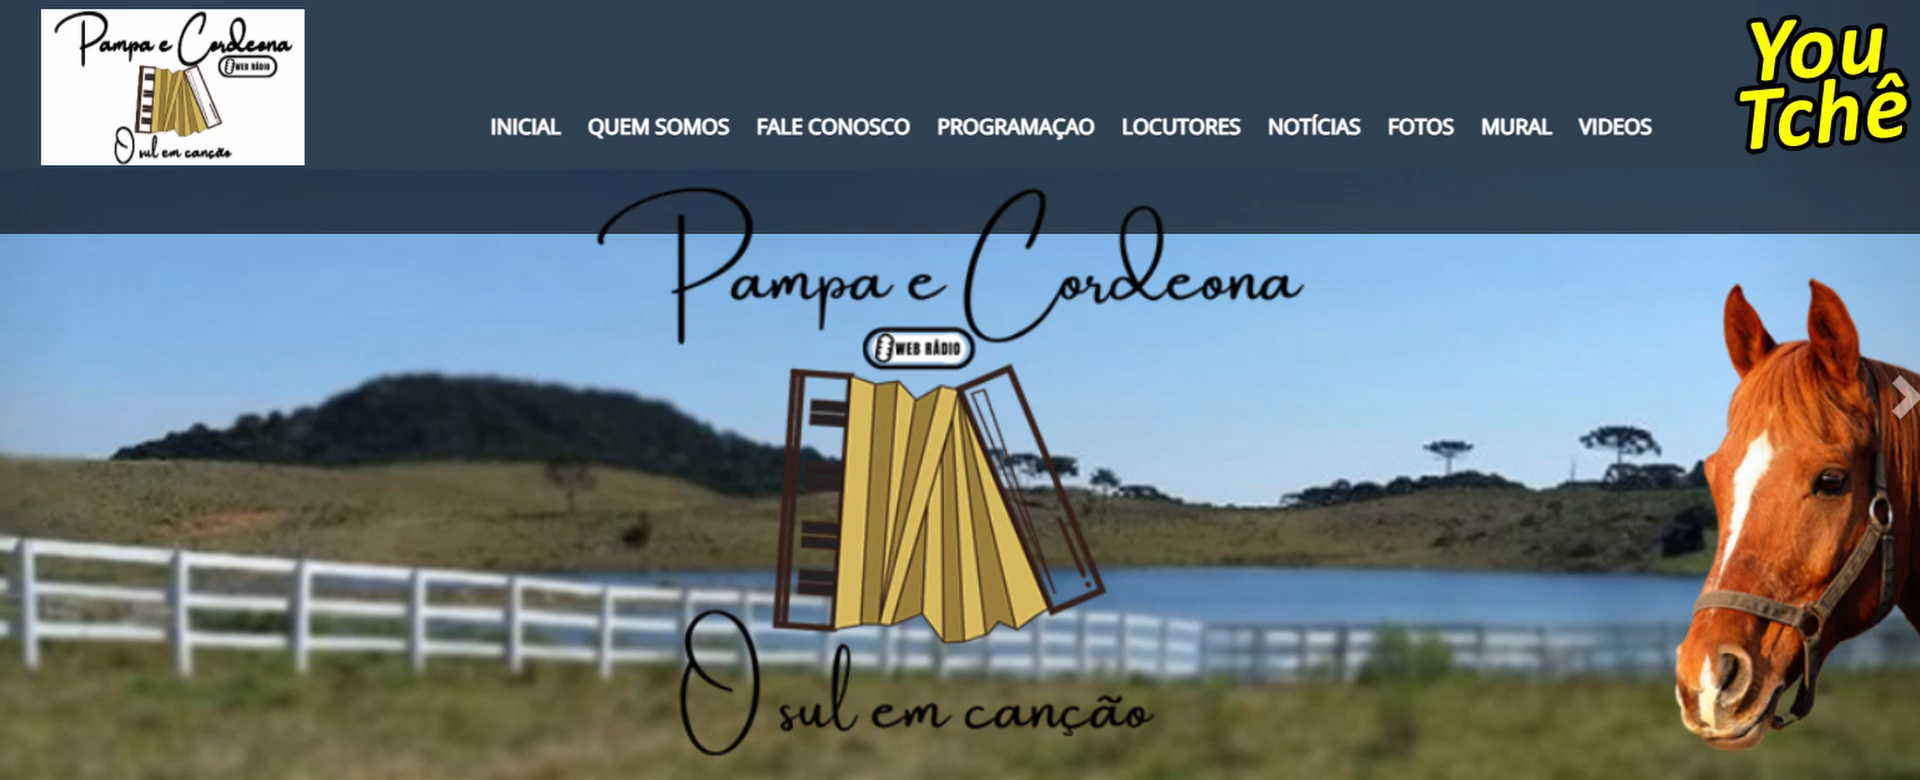 Pampa e Cordeona
WEB RÁDIO
O sul em canção
INICIAL QUEM SOMOS FALE CONOSCO PROGRAMAÇAO LOCUTORES NOTÍCIAS FOTOS MURAL VIDEOS
You
Tchê
Pampa e Cordeona
WEB RÁDIO
O sul em canção